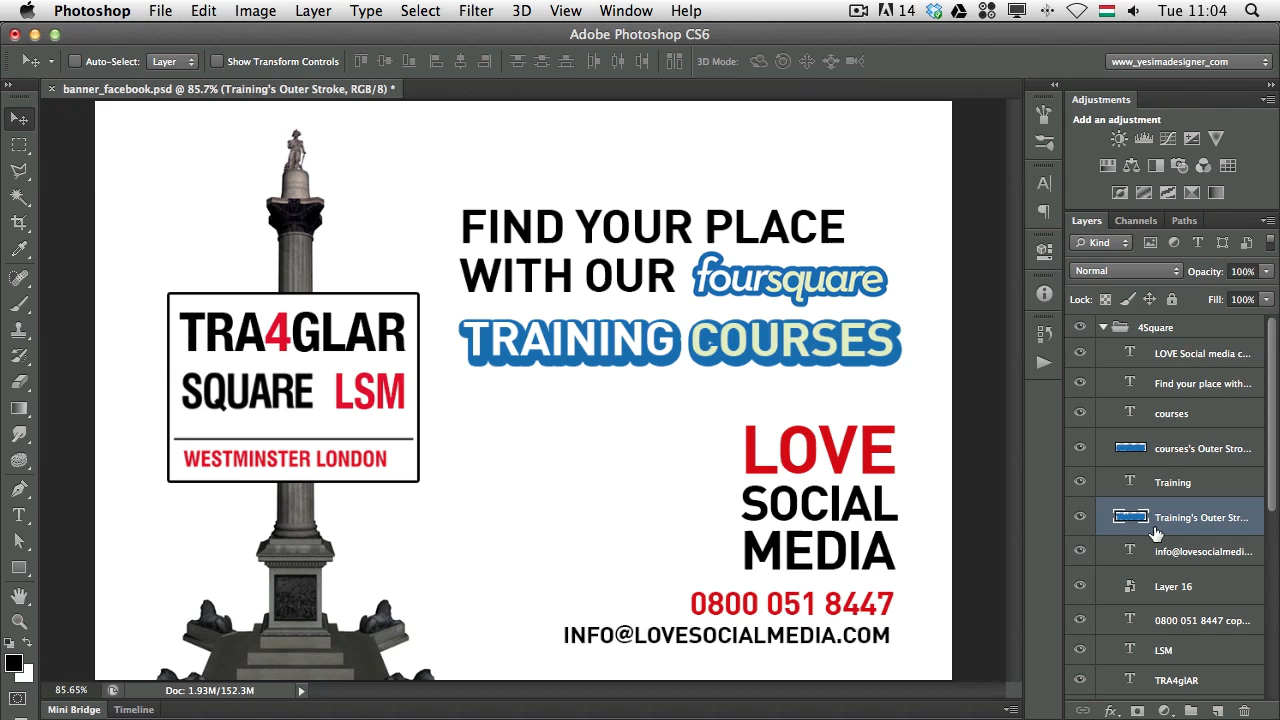 Photoshop File Edit Image Layer Type Select Filter 3D View Window Help 14 Tue 11:04
Adobe Photoshop CS6
Auto-Select: Layer Show Transform Controls 3D Mode: www_yesimadesigner_com
× banner_facebook.psd @ 85.7% (Training's Outer Stroke, RGB/8) *
FIND YOUR PLACE
WITH OUR foursquare
TRAINING COURSES
TRA4GLAR
SQUARE LSM
WESTMINSTER LONDON
LOVE
SOCIAL
MEDIA
0800 051 8447
INFO@LOVESOCIALMEDIA.COM
Adjustments
Add an adjustment
Layers Channels Paths
Kind
Normal Opacity: 100%
Lock: Fill: 100%
4Square
LOVE Social media c...
Find your place with...
courses
courses's Outer Stro...
Training
Training's Outer Str...
info@lovesocialmedi...
Layer 16
0800 051 8447 cop...
LSM
TRA4glAR
85.65% Doc: 1.93M/152.3M
Mini Bridge Timeline